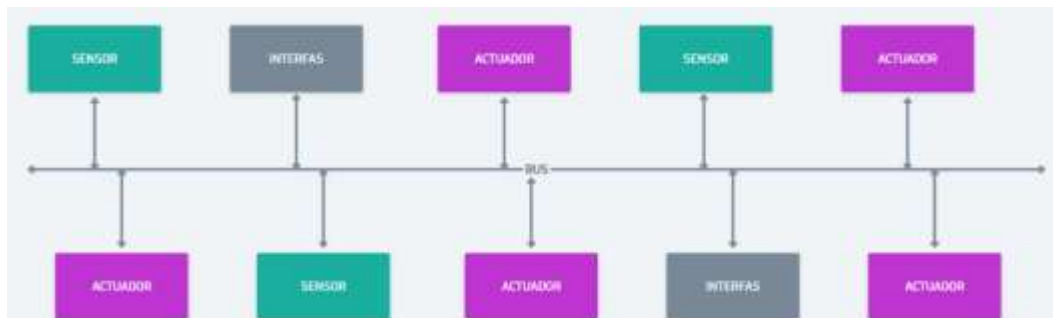 SENSOR
INTERFAS
ACTUADOR
SENSOR
ACTUADOR
BUS
ACTUADOR
SENSOR
ACTUADOR
INTERFAS
ACTUADOR